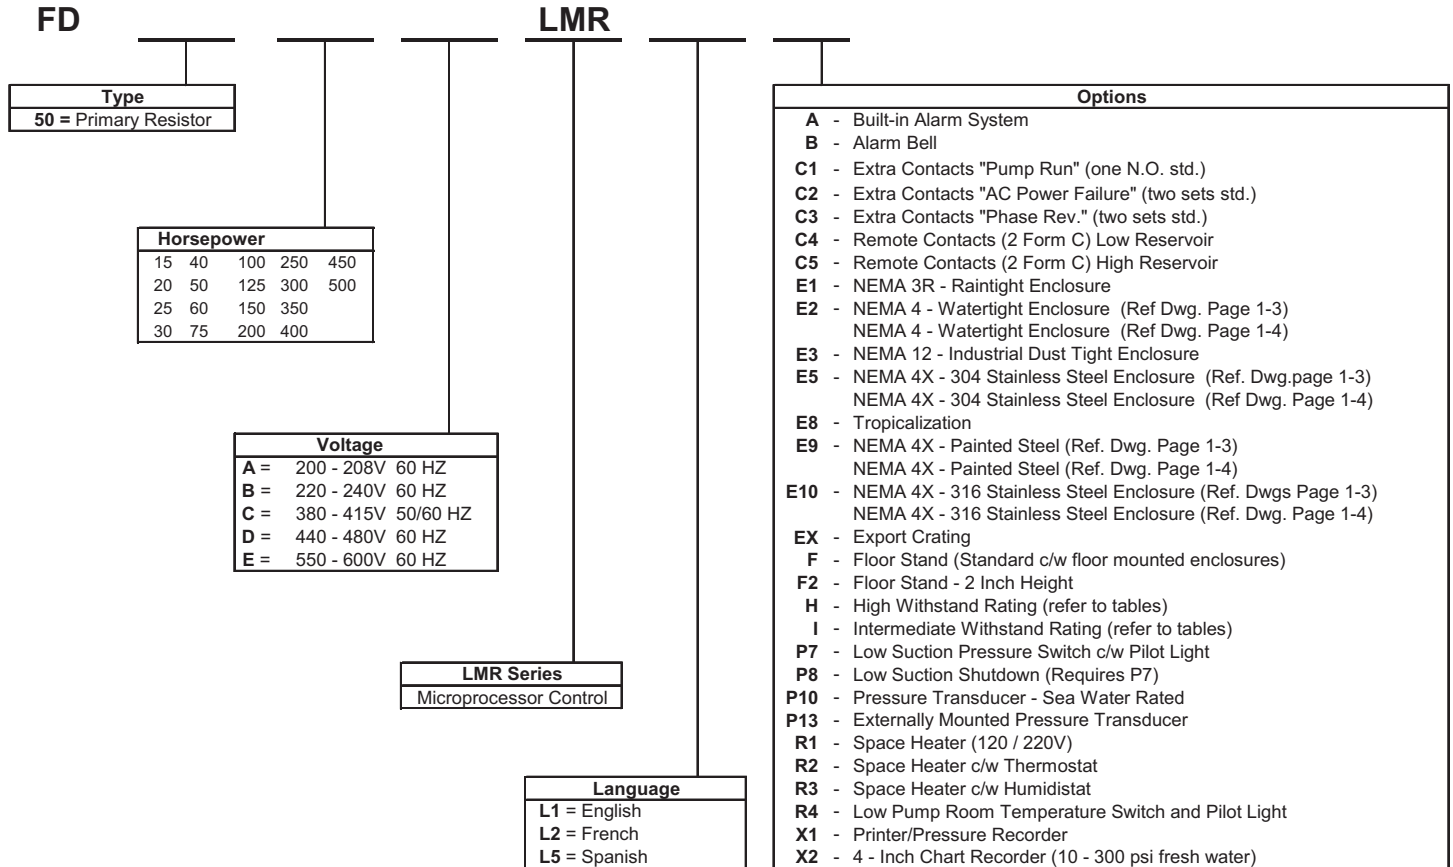 FD LMR
Type
50 = Primary Resistor
Horsepower
15 40 100 250 450
20 50 125 300 500
25 60 150 350
30 75 200 400
Voltage
A = 200 - 208V 60 HZ
B = 220 - 240V 60 HZ
C = 380 - 415V 50/60 HZ
D = 440 - 480V 60 HZ
E = 550 - 600V 60 HZ
LMR Series
Microprocessor Control
Language
L1 = English
L2 = French
L5 = Spanish
Options
A - Built-in Alarm System
B - Alarm Bell
C1 - Extra Contacts "Pump Run" (one N.O. std.)
C2 - Extra Contacts "AC Power Failure" (two sets std.)
C3 - Extra Contacts "Phase Rev." (two sets std.)
C4 - Remote Contacts (2 Form C) Low Reservoir
C5 - Remote Contacts (2 Form C) High Reservoir
E1 - NEMA 3R - Raintight Enclosure
E2 - NEMA 4 - Watertight Enclosure (Ref Dwg. Page 1-3)
NEMA 4 - Watertight Enclosure (Ref Dwg. Page 1-4)
E3 - NEMA 12 - Industrial Dust Tight Enclosure
E5 - NEMA 4X - 304 Stainless Steel Enclosure (Ref. Dwg.page 1-3)
NEMA 4X - 304 Stainless Steel Enclosure (Ref Dwg. Page 1-4)
E8 - Tropicalization
E9 - NEMA 4X - Painted Steel (Ref. Dwg. Page 1-3)
NEMA 4X - Painted Steel (Ref. Dwg. Page 1-4)
E10 - NEMA 4X - 316 Stainless Steel Enclosure (Ref. Dwgs Page 1-3)
NEMA 4X - 316 Stainless Steel Enclosure (Ref. Dwg. Page 1-4)
EX - Export Crating
F - Floor Stand (Standard c/w floor mounted enclosures)
F2 - Floor Stand - 2 Inch Height
H - High Withstand Rating (refer to tables)
I - Intermediate Withstand Rating (refer to tables)
P7 - Low Suction Pressure Switch c/w Pilot Light
P8 - Low Suction Shutdown (Requires P7)
P10 - Pressure Transducer - Sea Water Rated
P13 - Externally Mounted Pressure Transducer
R1 - Space Heater (120 / 220V)
R2 - Space Heater c/w Thermostat
R3 - Space Heater c/w Humidistat
R4 - Low Pump Room Temperature Switch and Pilot Light
X1 - Printer/Pressure Recorder
X2 - 4 - Inch Chart Recorder (10 - 300 psi fresh water)